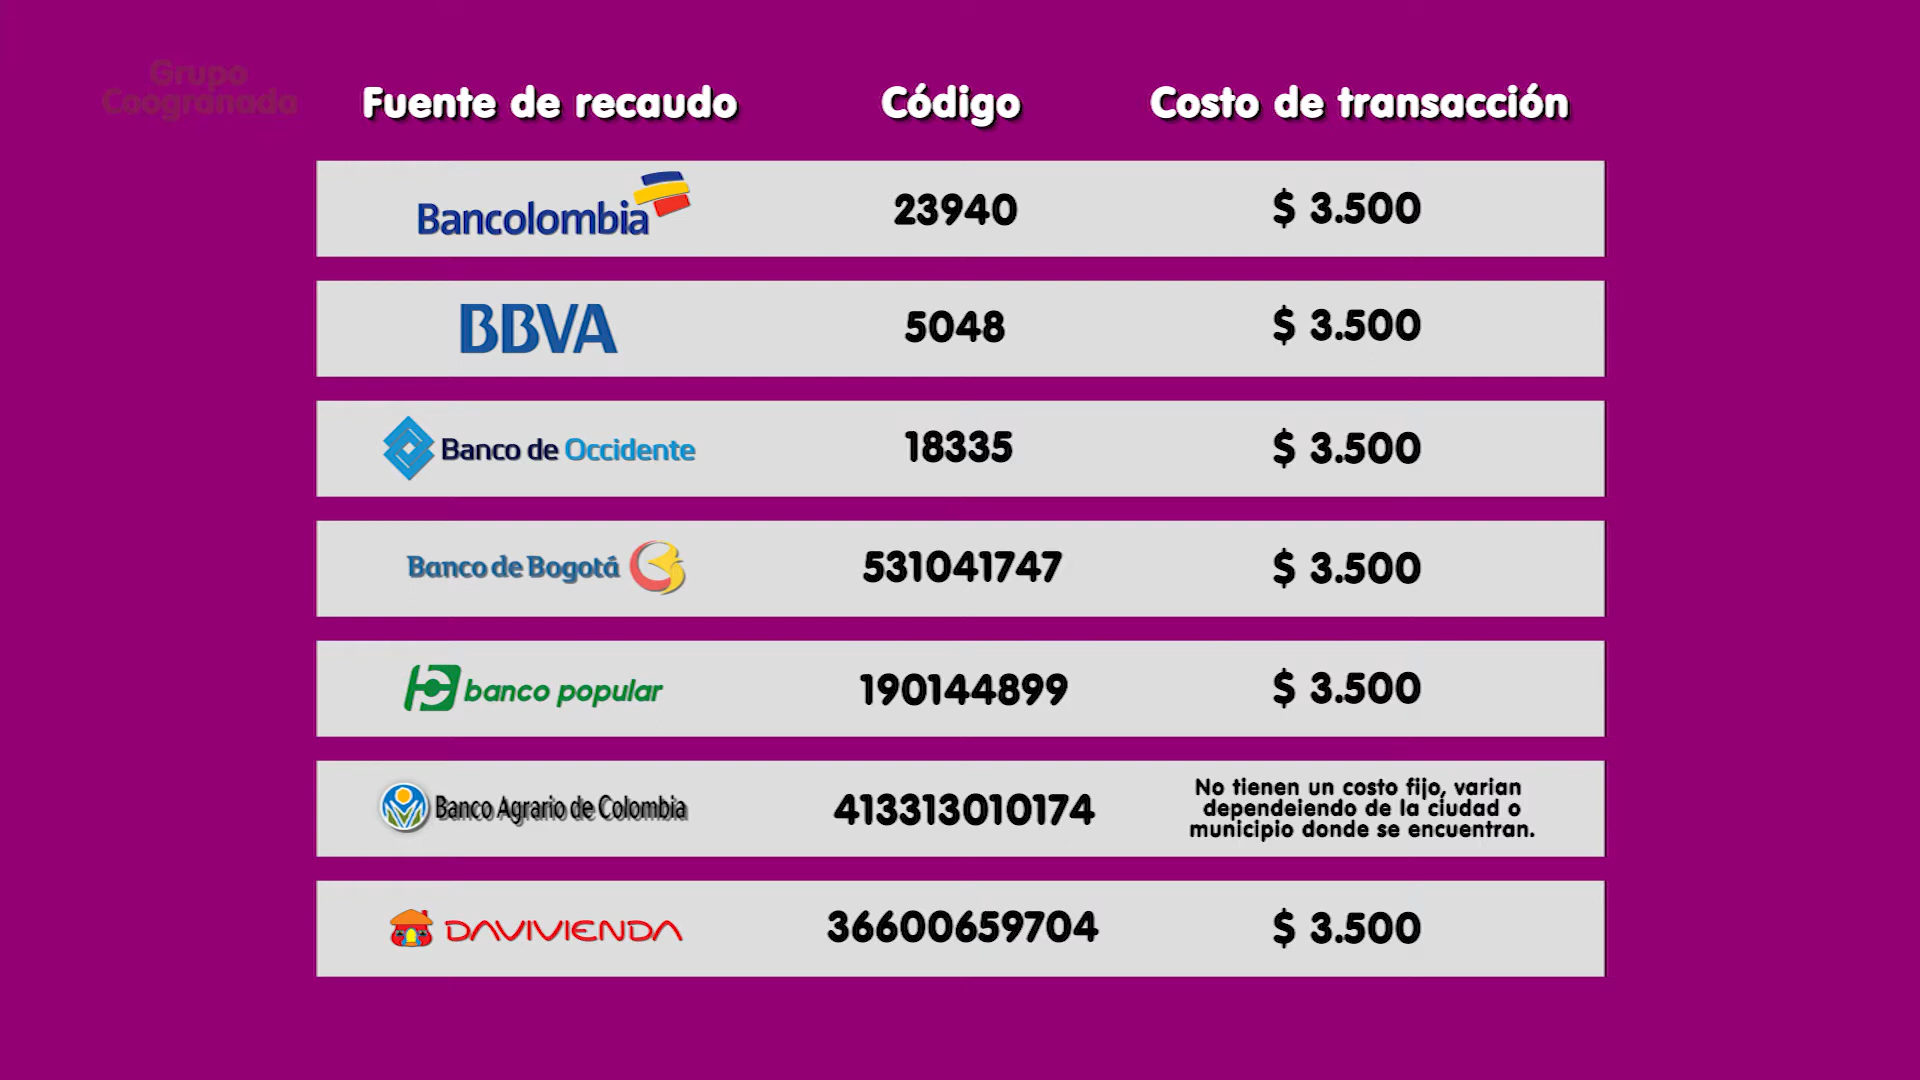 Grupo
Coogranada
Fuente de recaudo Código Costo de transacción
Bancolombia 23940 $ 3.500
BBVA 5048 $ 3.500
Banco de Occidente 18335 $ 3.500
Banco de Bogotá 531041747 $ 3.500
banco popular 190144899 $ 3.500
Banco Agrario de Colombia 413313010174 No tienen un costo fijo, varian
dependeiendo de la ciudad o
municipio donde se encuentran.
DAVIVIENDA 36600659704 $ 3.500